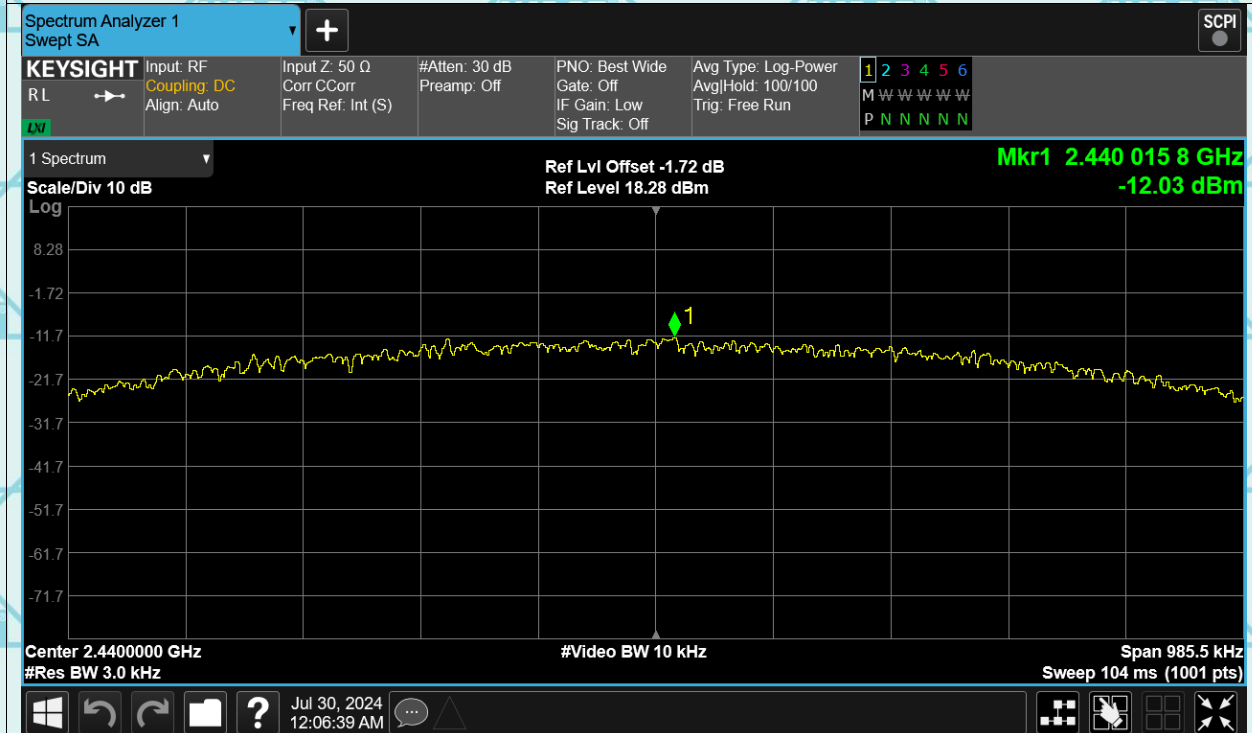 Spectrum Analyzer 1
Swept SA
SCPI
KEYSIGHT
RL
LXI
Input: RF
Coupling: DC
Align: Auto
Input Z: 50 Ω
Corr CCorr
Freq Ref: Int (S)
#Atten: 30 dB
Preamp: Off
PNO: Best Wide
Gate: Off
IF Gain: Low
Sig Track: Off
Avg Type: Log-Power
Avg|Hold: 100/100
Trig: Free Run
1 2 3 4 5 6
M W W W W W
P N N N N N
1 Spectrum
Scale/Div 10 dB
Log
Ref Lvl Offset -1.72 dB
Ref Level 18.28 dBm
Mkr1 2.440 015 8 GHz
-12.03 dBm
8.28
-1.72
-11.7
-21.7
-31.7
-41.7
-51.7
-61.7
-71.7
1
Center 2.4400000 GHz
#Res BW 3.0 kHz
#Video BW 10 kHz
Span 985.5 kHz
Sweep 104 ms (1001 pts)
Jul 30, 2024
12:06:39 AM